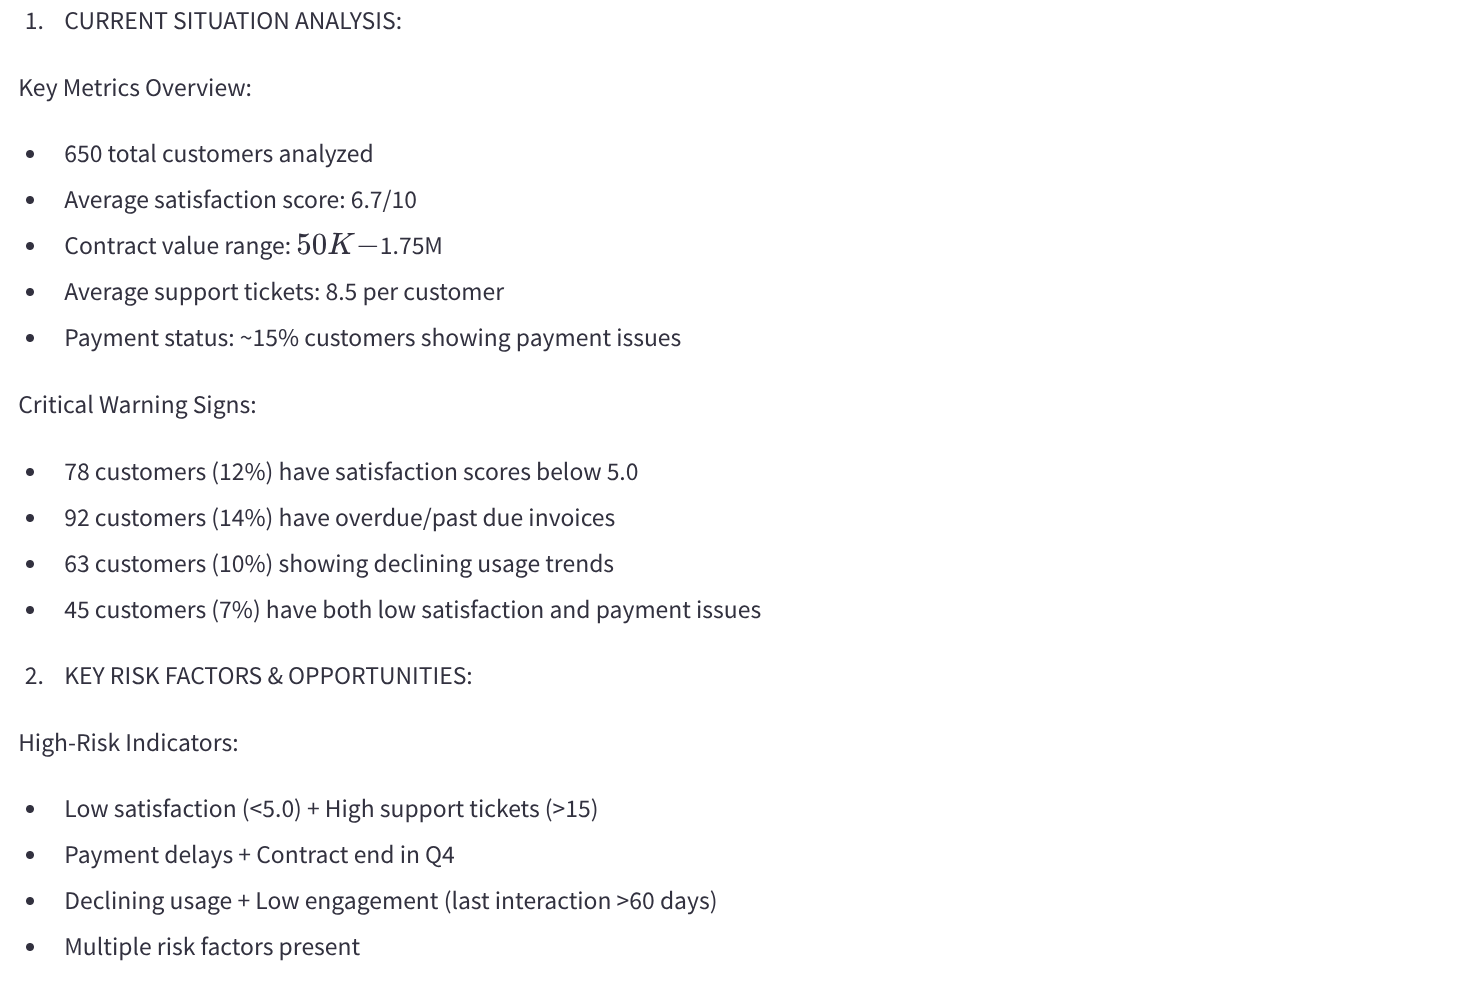 1. CURRENT SITUATION ANALYSIS:
Key Metrics Overview:
• 650 total customers analyzed
• Average satisfaction score: 6.7/10
• Contract value range: 50K−1.75M
• Average support tickets: 8.5 per customer
• Payment status: ~15% customers showing payment issues
Critical Warning Signs:
• 78 customers (12%) have satisfaction scores below 5.0
• 92 customers (14%) have overdue/past due invoices
• 63 customers (10%) showing declining usage trends
• 45 customers (7%) have both low satisfaction and payment issues
2. KEY RISK FACTORS & OPPORTUNITIES:
High-Risk Indicators:
• Low satisfaction (<5.0) + High support tickets (>15)
• Payment delays + Contract end in Q4
• Declining usage + Low engagement (last interaction >60 days)
• Multiple risk factors present